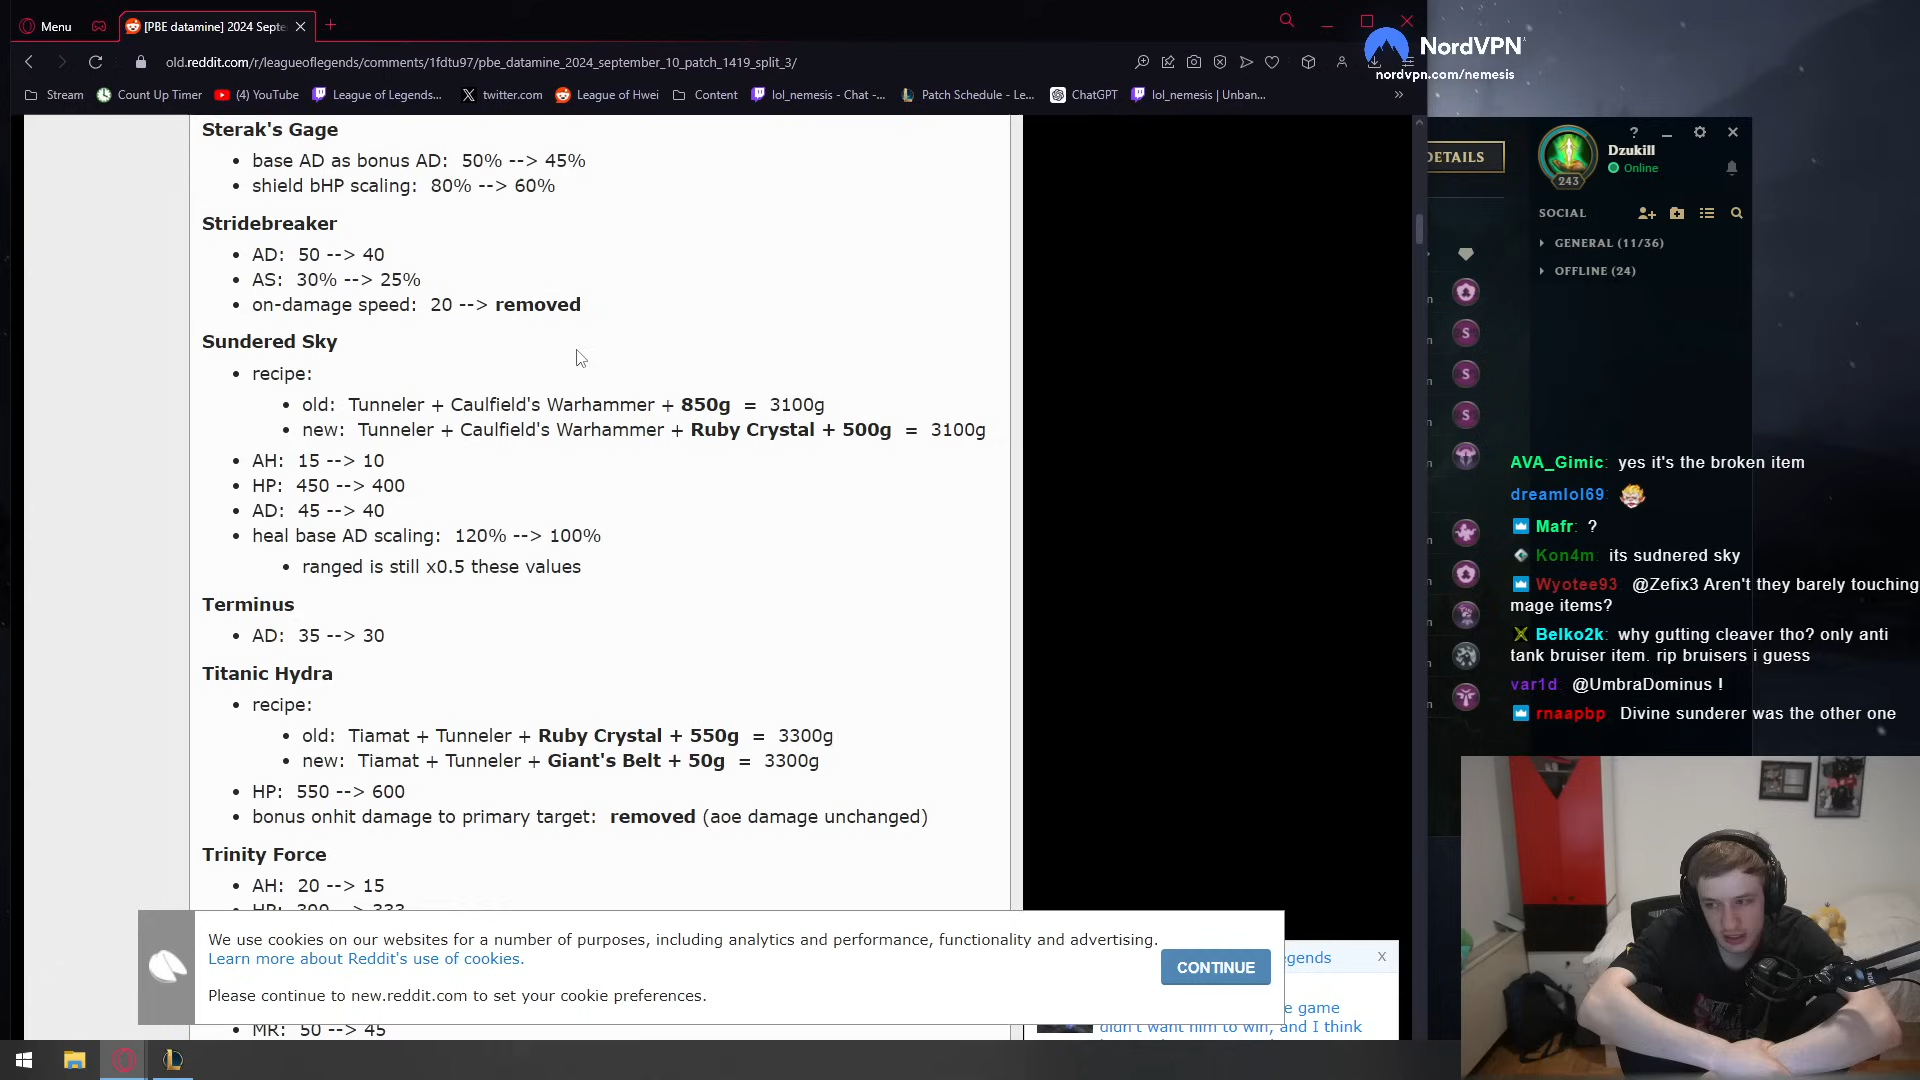 Menu
[PBE datamine] 2024 Septe
NordVPN
nordvpn.com/nemesis
old.reddit.com/r/leagueoflegends/comments/1fdtu97/pbe_datamine_2024_september_10_patch_1419_split_3/
Stream
Count Up Timer
(4) YouTube
League of Legends...
twitter.com
League of Hwei
Content
lol_nemesis - Chat -...
Patch Schedule - Le...
ChatGPT
lol_nemesis | Unban...
»
Sterak's Gage
• base AD as bonus AD: 50% --> 45%
• shield bHP scaling: 80% --> 60%
Stridebreaker
• AD: 50 --> 40
• AS: 30% --> 25%
• on-damage speed: 20 --> removed
Sundered Sky
• recipe:
• old: Tunneler + Caulfield's Warhammer + 850g = 3100g
• new: Tunneler + Caulfield's Warhammer + Ruby Crystal + 500g = 3100g
• AH: 15 --> 10
• HP: 450 --> 400
• AD: 45 --> 40
• heal base AD scaling: 120% --> 100%
• ranged is still x0.5 these values
Terminus
• AD: 35 --> 30
Titanic Hydra
• recipe:
• old: Tiamat + Tunneler + Ruby Crystal + 550g = 3300g
• new: Tiamat + Tunneler + Giant's Belt + 50g = 3300g
• HP: 550 --> 600
• bonus onhit damage to primary target: removed (aoe damage unchanged)
Trinity Force
• AH: 20 --> 15
• HP: 300 --> 333
We use cookies on our websites for a number of purposes, including analytics and performance, functionality and advertising.
Learn more about Reddit's use of cookies.
Please continue to new.reddit.com to set your cookie preferences.
CONTINUE
• MR: 50 --> 45
egends
X
e game
didn't want him to win, and I think
DETAILS
?
Dzukill
Online
243
SOCIAL
GENERAL (11/36)
OFFLINE (24)
S
S
S
AVA_Gimic: yes it's the broken item
dreamlol69:
Mafr: ?
Kon4m: its sudnered sky
Wyotee93: @Zefix3 Aren't they barely touching
mage items?
Belko2k: why gutting cleaver tho? only anti
tank bruiser item. rip bruisers i guess
var1d: @UmbraDominus !
rnaapbp: Divine sunderer was the other one